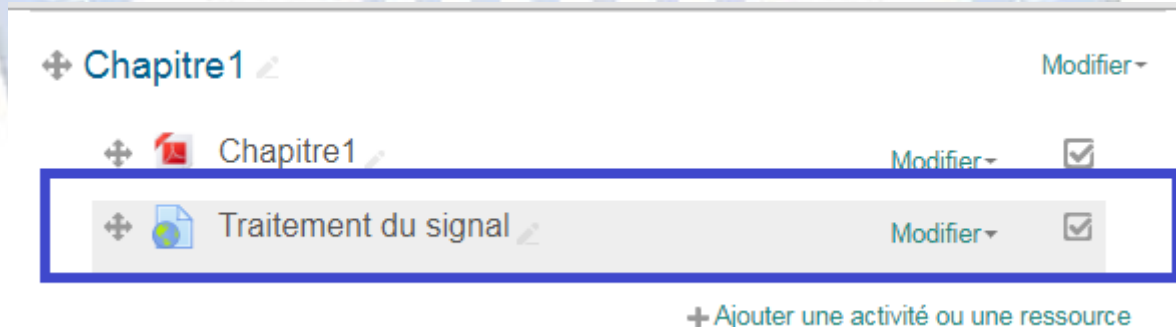 Chapitre1 Modifier
Chapitre1 Modifier
Traitement du signal Modifier
Ajouter une activité ou une ressource